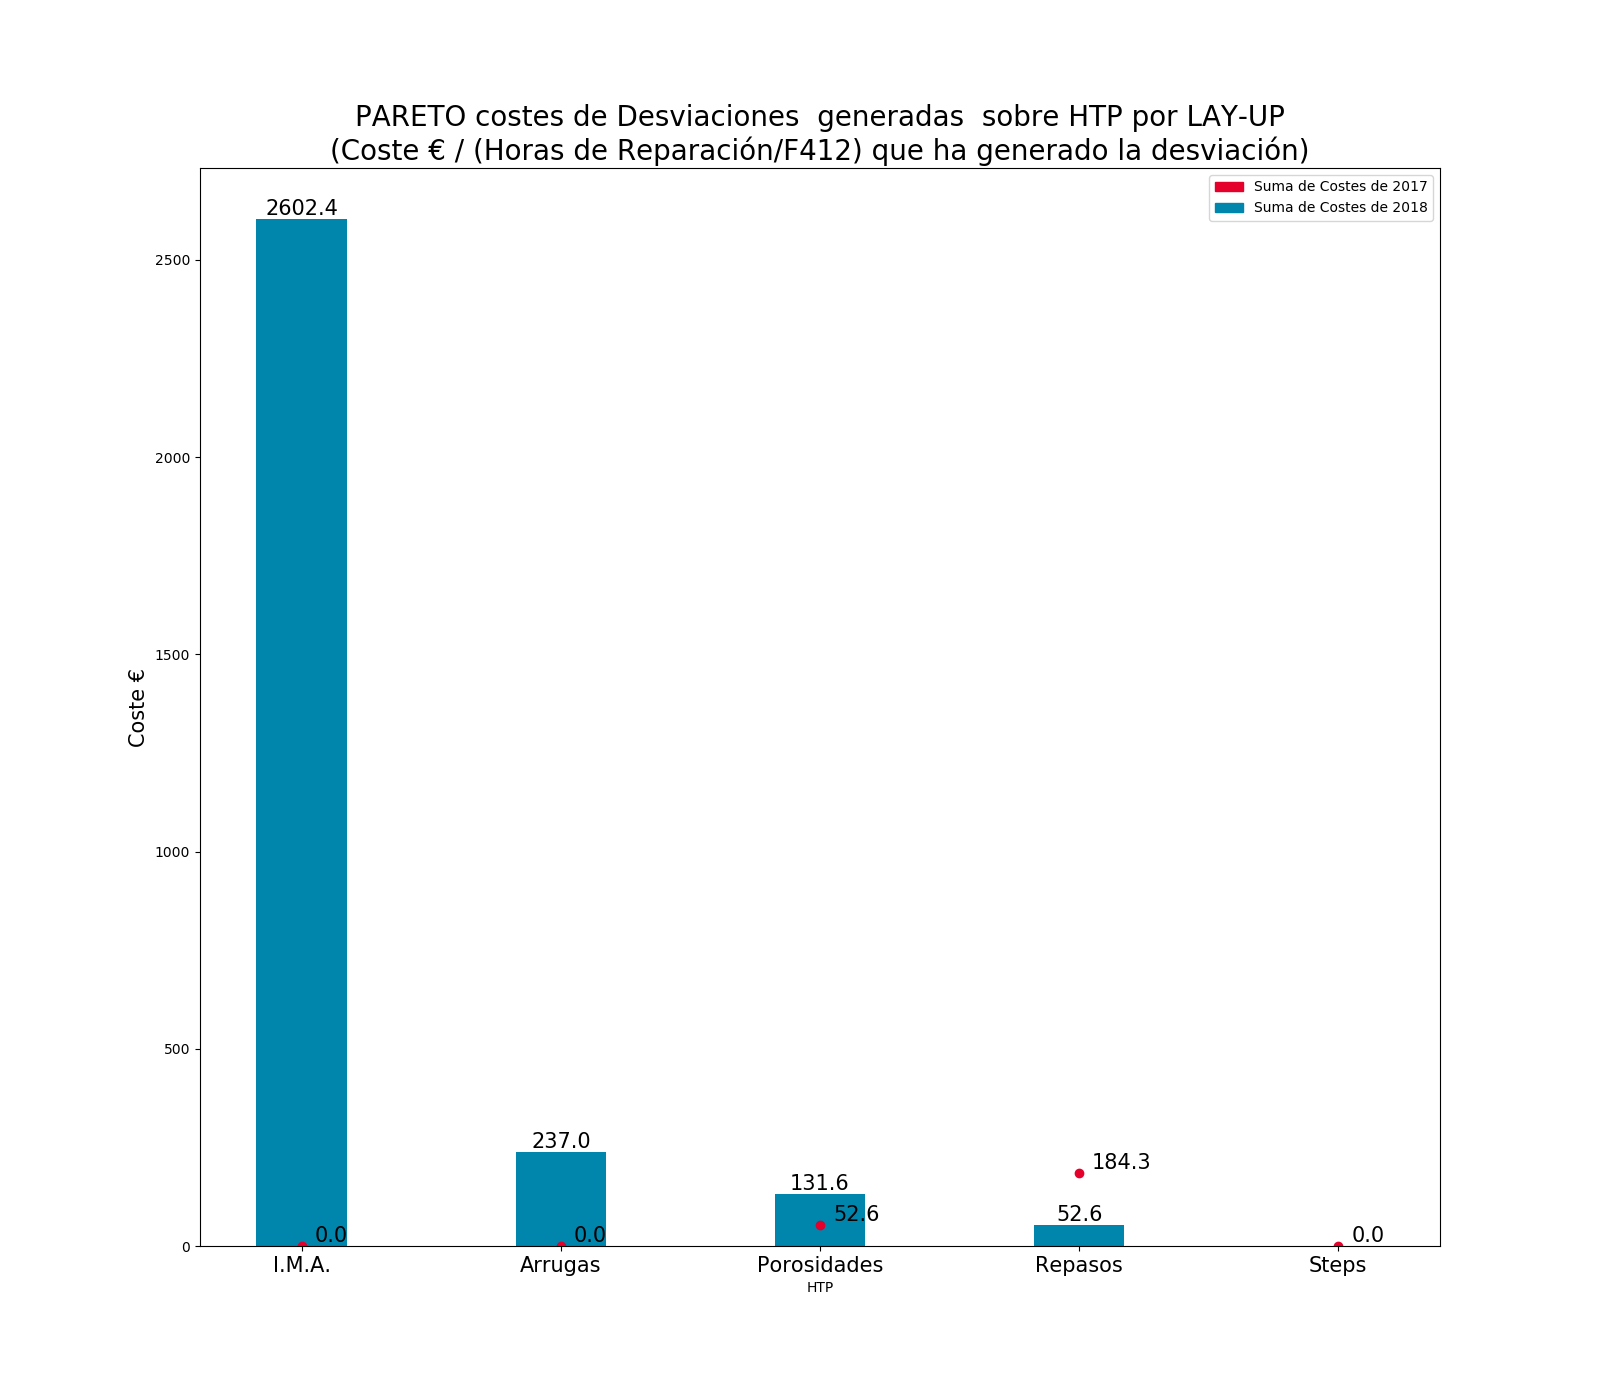 PARETO costes de Desviaciones  generadas  sobre HTP por LAY-UP
(Coste € / (Horas de Reparación/F412) que ha generado la desviación)
Suma de Costes de 2017
Suma de Costes de 2018
2602.4
2500
2000
1500
Coste €
1000
500
237.0
184.3
131.6
52.6
52.6
0.0
0.0
0.0
0
I.M.A.
Arrugas
Porosidades
Repasos
Steps
HTP